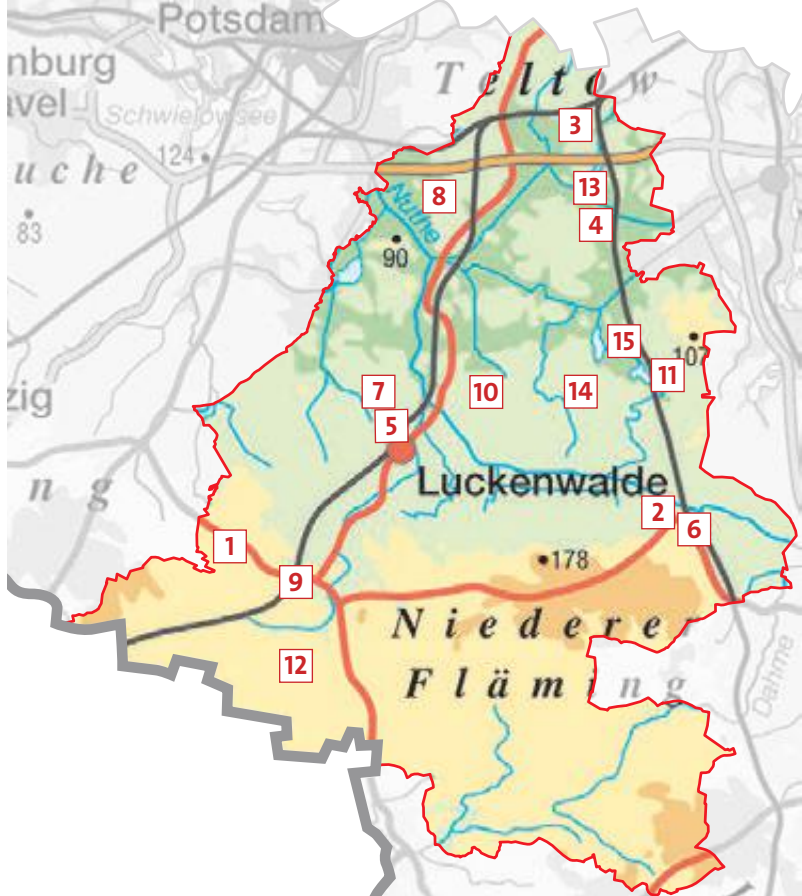 Potsdam
nburg
avel
Schwielowsee
Teltow
3
124
uche
13
8
Nuthe
83
4
90
15
107
11
7
10
14
zig
5
ng
Luckenwalde
2
6
1
178
9
Niederer
12
Fläming
Dahme